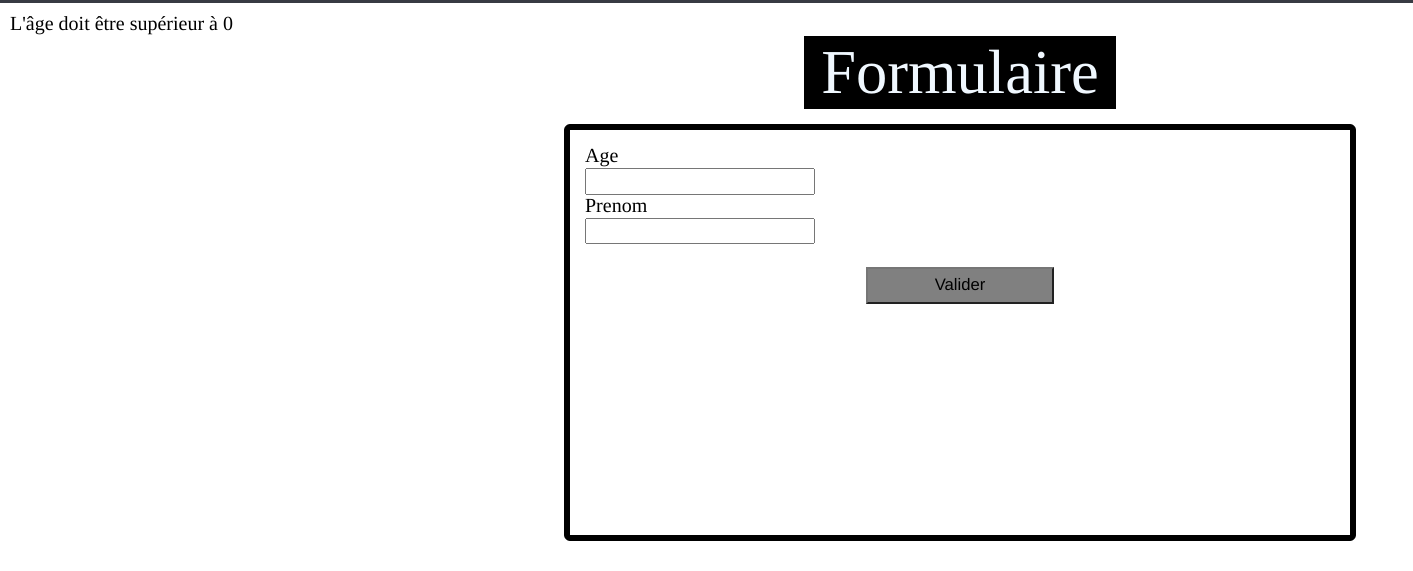 L'âge doit être supérieur à 0
Formulaire
Age
Prenom
Valider